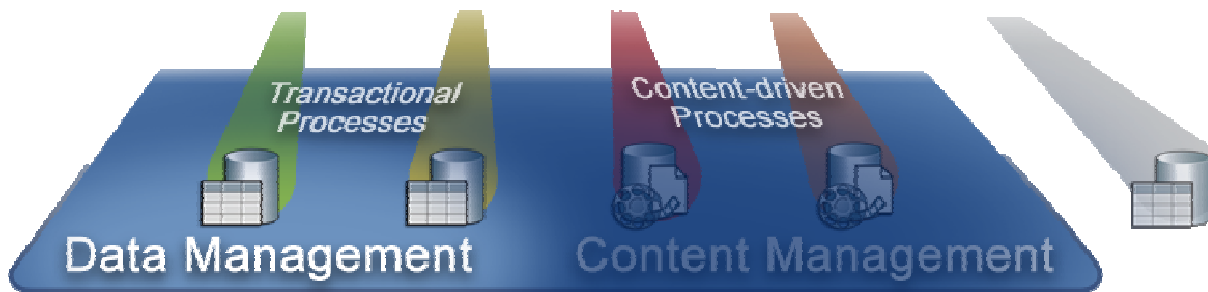 Transactional
Processes
Content-driven
Processes
Data Management
Content Management